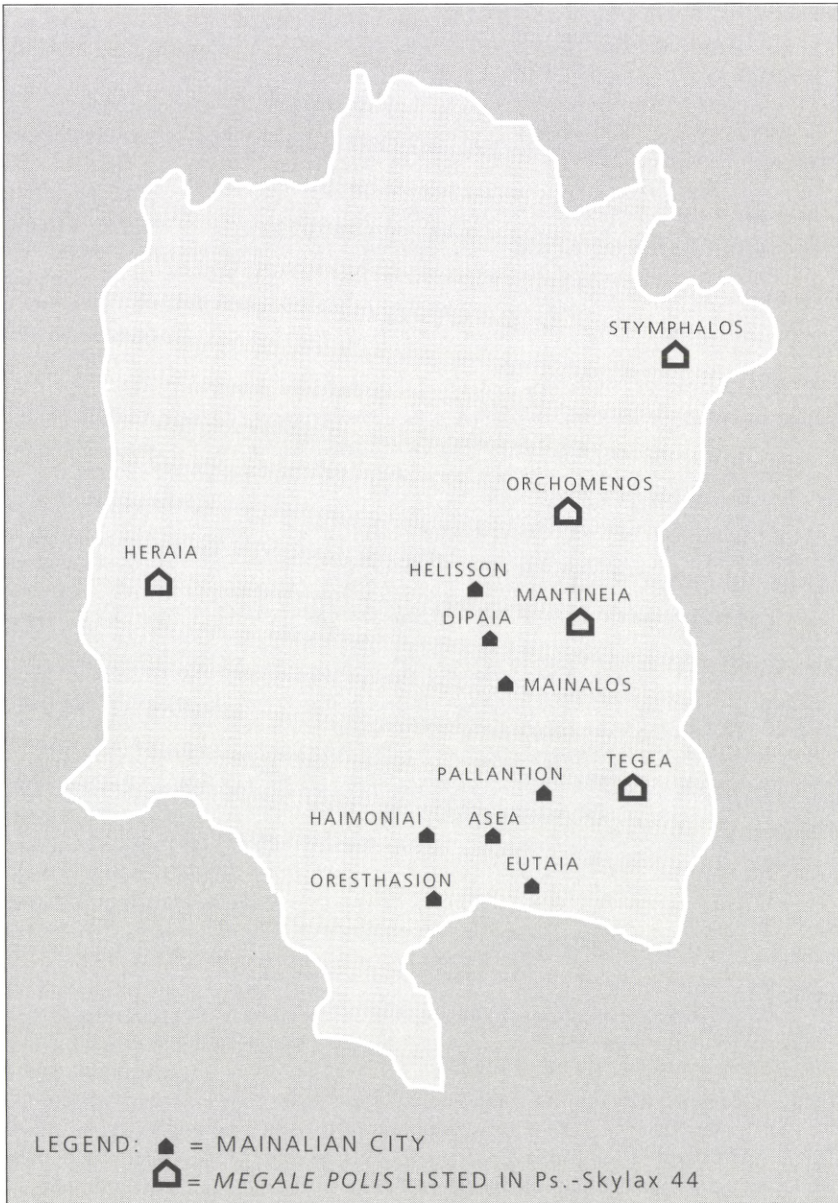 STYMPHALOS
ORCHOMENOS
HERAIA
HELISSON
MANTINEIA
DIPAIA
MAINALOS
TEGEA
PALLANTION
HAIMONIAI
ASEA
EUTAIA
ORESTHASION
LEGEND: = MAINALIAN CITY
= MEGALE POLIS LISTED IN Ps.-Skylax 44